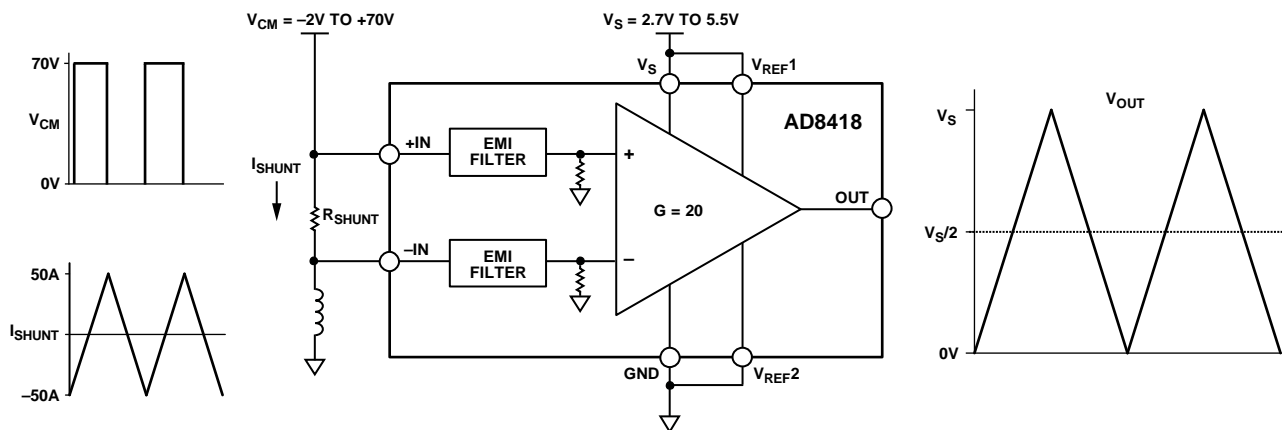 V_CM = –2V TO +70V
V_S = 2.7V TO 5.5V
70V
V_CM
0V
I_SHUNT
50A
I_SHUNT
–50A
R_SHUNT
V_S
V_REF1
AD8418
+IN
EMI
FILTER
+
G = 20
OUT
–IN
EMI
FILTER
–
GND
V_REF2
V_OUT
V_S
V_S/2
0V